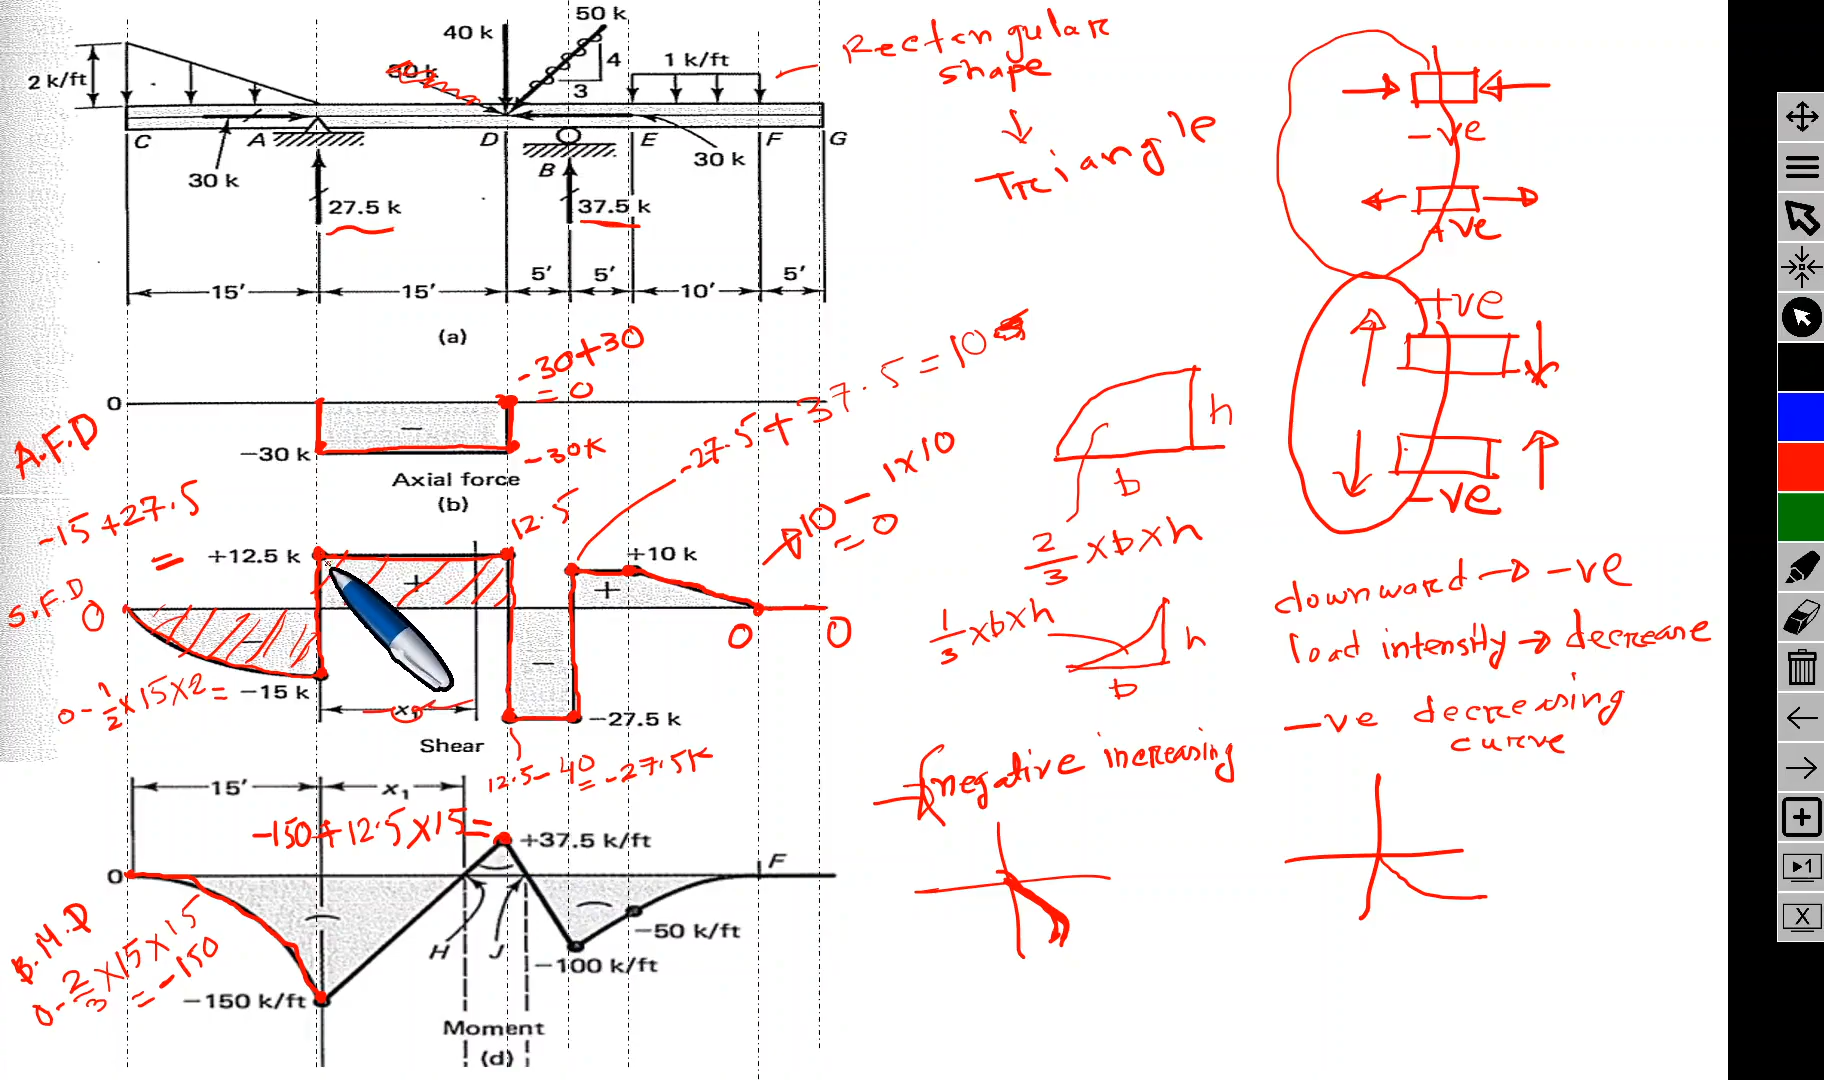 50 k
40 k
30 k
4
3
2 k/ft
1 k/ft
C
A
D
B
E
F
G
30 k
30 k
27.5 k
37.5 k
15'
15'
5'
5'
10'
5'
(a)
Rectangular
shape
Triangle
-ve
+ve
+ve
-ve
A.F.D
0
-30 k
-
-30+30
= 0
-30K
Axial force
(b)
-27.5+37.5=10
-15+27.5
=
S.F.D
0
+12.5 k
+
12.5
+10 k
+
10-1x10
= 0
0
0
-
-
0-1/2x15x2=
-15 k
x₁
-27.5 k
Shear
12.5-40
=-27.5K
h
b
2/3 xbxh
1/3 xbxh
h
b
downward → -ve
load intensity → decrease
-ve decreasing
curve
→ negative increasing
15'
x₁
-150+12.5x15=
+37.5 k/ft
0
F
B.M.D
0-2/3x15x15
=-150
H
J
-50 k/ft
-100 k/ft
-150 k/ft
Moment
(d)
1
X